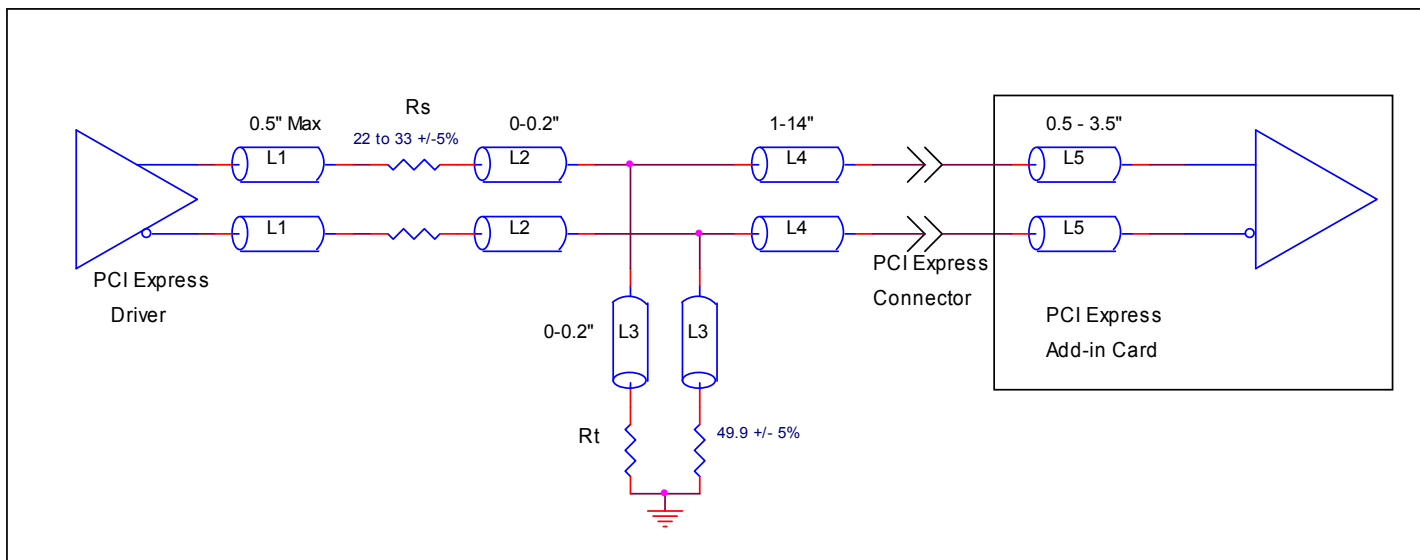 Rs
0.5" Max
22 to 33 +/-5%
0-0.2"
1-14"
0.5 - 3.5"
L1
L2
L4
L5
L1
L2
L4
L5
PCI Express
Driver
PCI Express
Connector
0-0.2"
L3
L3
PCI Express
Add-in Card
Rt
49.9 +/- 5%